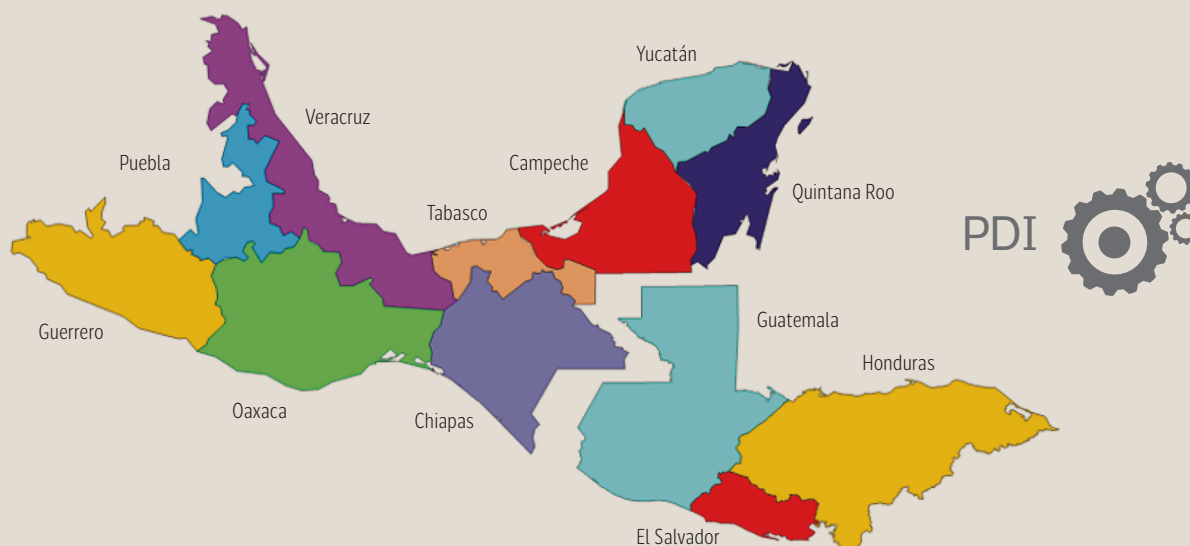 Yucatán
Veracruz
Puebla
Campeche
Quintana Roo
Tabasco
PDI
Guerrero
Guatemala
Honduras
Oaxaca
Chiapas
El Salvador